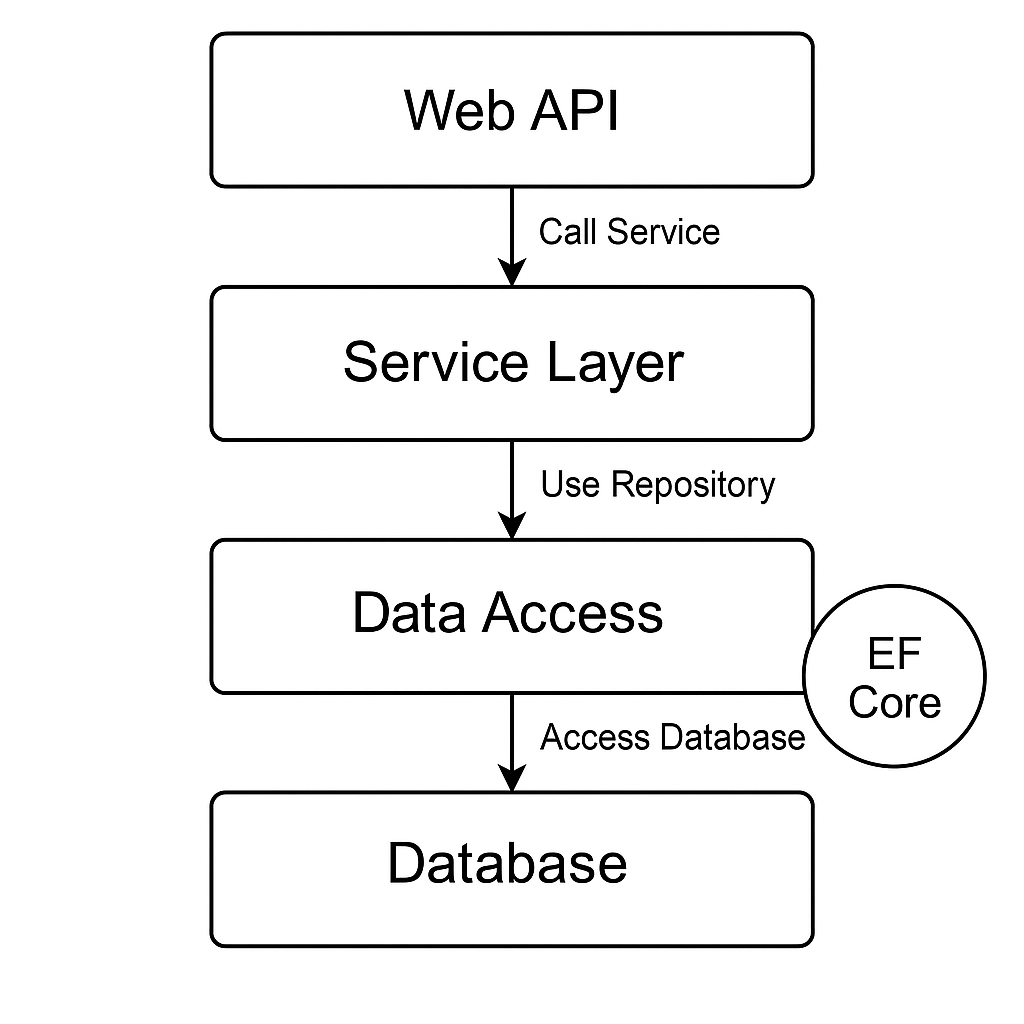 Web API
Call Service
Service Layer
Use Repository
Data Access
EF
Core
Access Database
Database